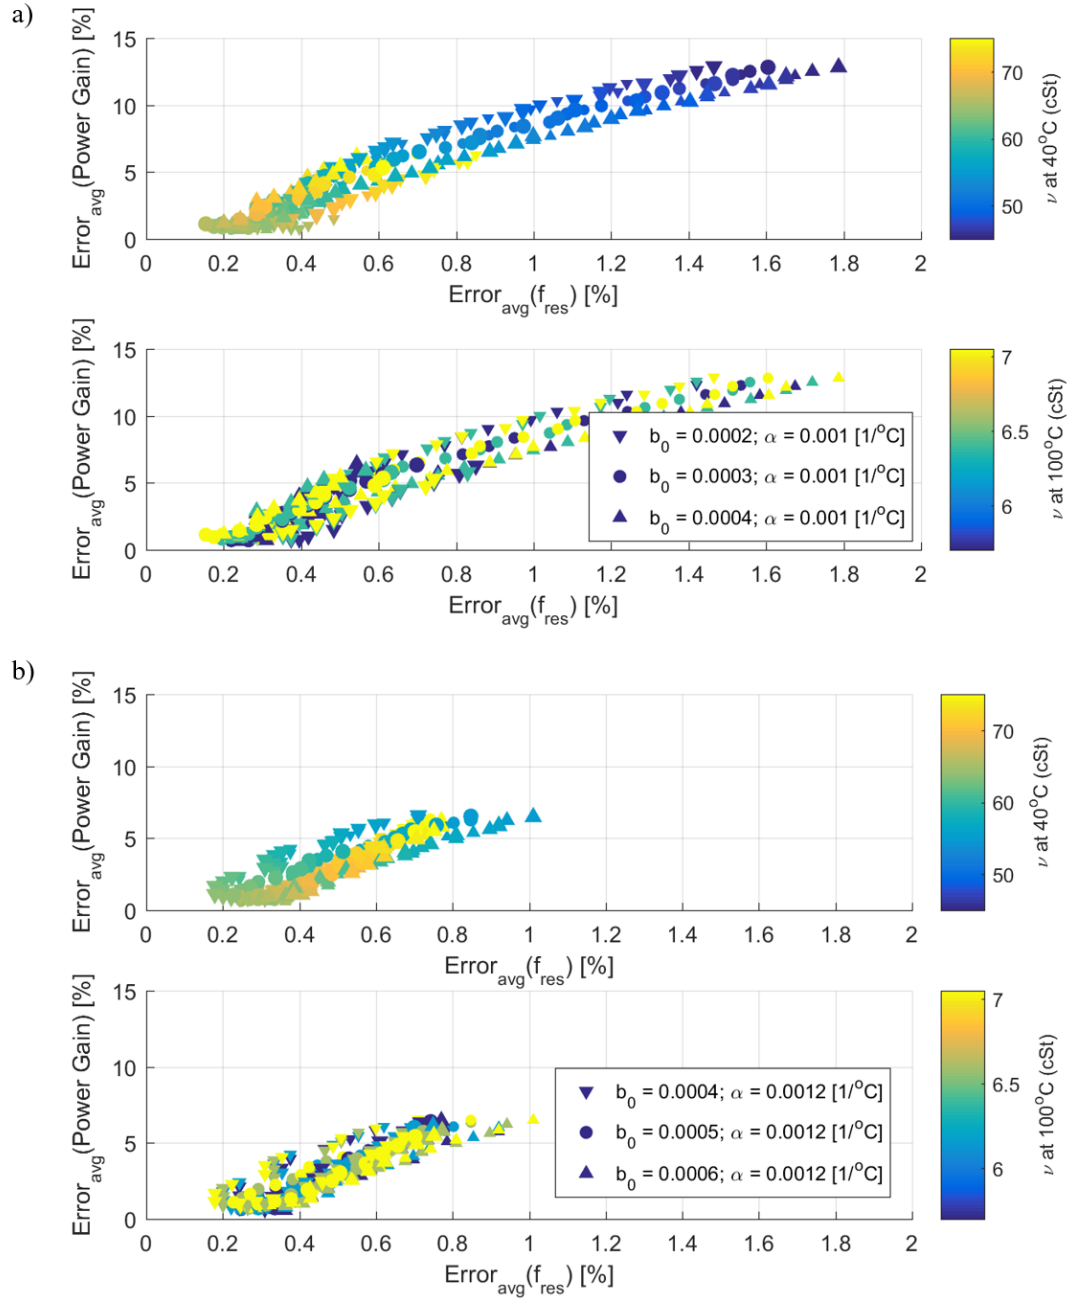 a)
Error_avg(Power Gain) [%]
15
10
5
0
0 0.2 0.4 0.6 0.8 1 1.2 1.4 1.6 1.8 2
Error_avg(f_res) [%]
70
60
50
ν at 40°C (cSt)
Error_avg(Power Gain) [%]
15
10
5
0
b_0 = 0.0002; α = 0.001 [1/°C]
b_0 = 0.0003; α = 0.001 [1/°C]
b_0 = 0.0004; α = 0.001 [1/°C]
0 0.2 0.4 0.6 0.8 1 1.2 1.4 1.6 1.8 2
Error_avg(f_res) [%]
7
6.5
6
ν at 100°C (cSt)
b)
Error_avg(Power Gain) [%]
15
10
5
0
0 0.2 0.4 0.6 0.8 1 1.2 1.4 1.6 1.8 2
Error_avg(f_res) [%]
70
60
50
ν at 40°C (cSt)
Error_avg(Power Gain) [%]
15
10
5
0
b_0 = 0.0004; α = 0.0012 [1/°C]
b_0 = 0.0005; α = 0.0012 [1/°C]
b_0 = 0.0006; α = 0.0012 [1/°C]
0 0.2 0.4 0.6 0.8 1 1.2 1.4 1.6 1.8 2
Error_avg(f_res) [%]
7
6.5
6
ν at 100°C (cSt)